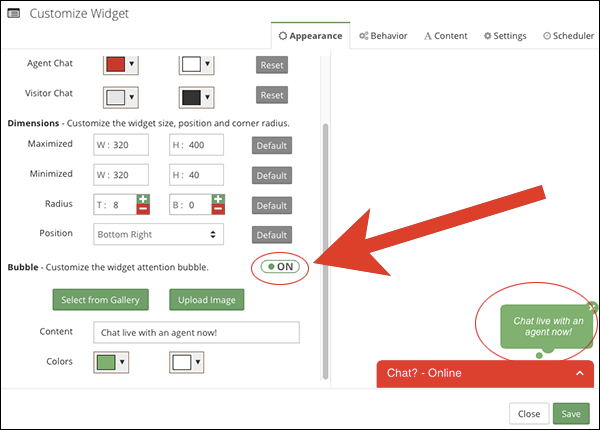 Customize Widget
Appearance
Behavior
Content
Settings
Scheduler
Agent Chat
Reset
Visitor Chat
Reset
Dimensions - Customize the widget size, position and corner radius.
Maximized W : 320 H : 400 Default
Minimized W : 320 H : 40 Default
Radius T : 8 B : 0 Default
Position Bottom Right Default
Bubble - Customize the widget attention bubble. ON
Select from Gallery Upload Image
Content Chat live with an agent now!
Colors
Chat live with an
agent now!
Chat? - Online
Close Save